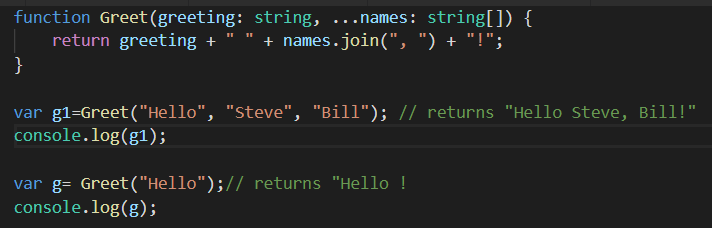 function Greet(greeting: string, ...names: string[]) {
    return greeting + " " + names.join(", ") + "!";
}
var g1=Greet("Hello", "Steve", "Bill"); // returns "Hello Steve, Bill!"
console.log(g1);
var g= Greet("Hello");// returns "Hello !
console.log(g);